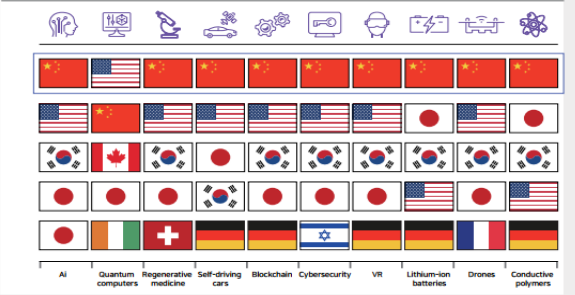 Ai
Quantum computers
Regenerative medicine
Self-driving cars
Blockchain
Cybersecurity
VR
Lithium-ion batteries
Drones
Conductive polymers